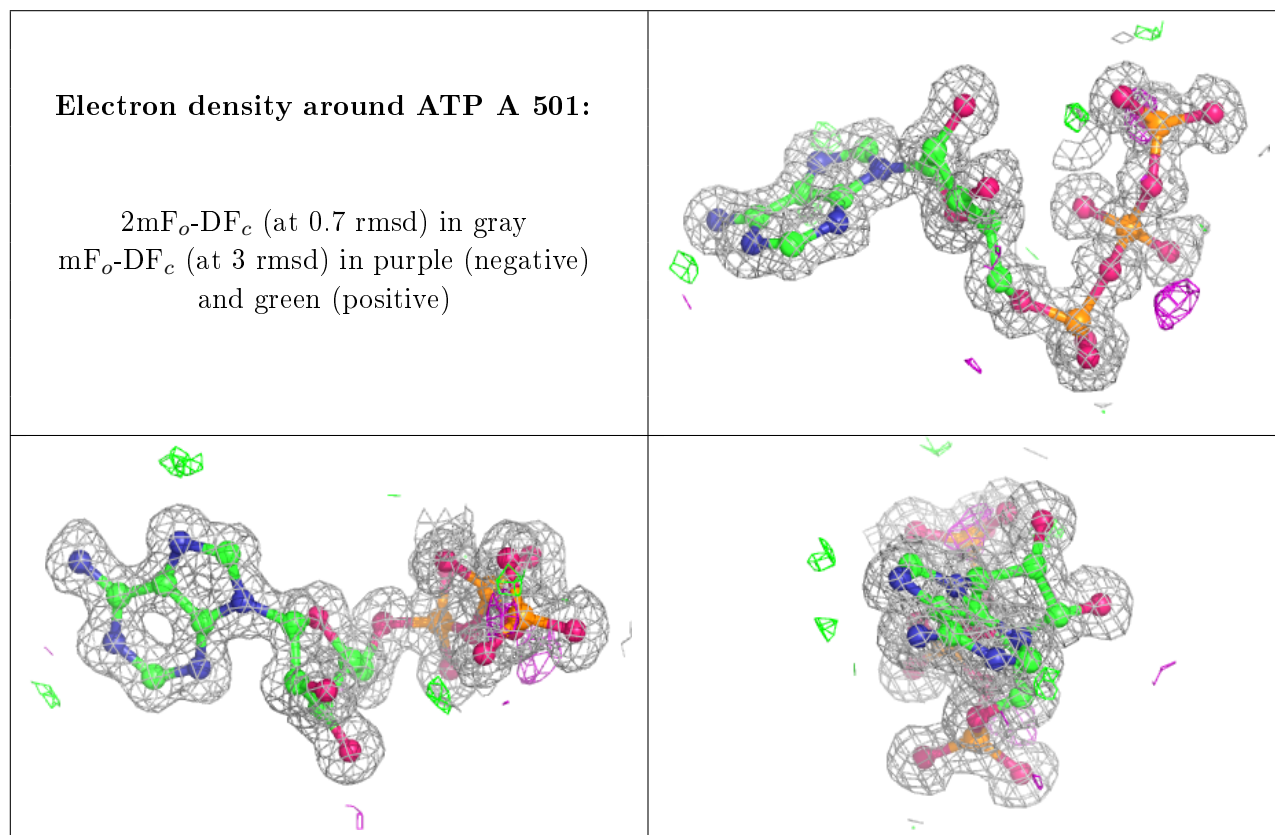 Electron density around ATP A 501:
2mFo-DFc (at 0.7 rmsd) in gray
mFo-DFc (at 3 rmsd) in purple (negative)
and green (positive)